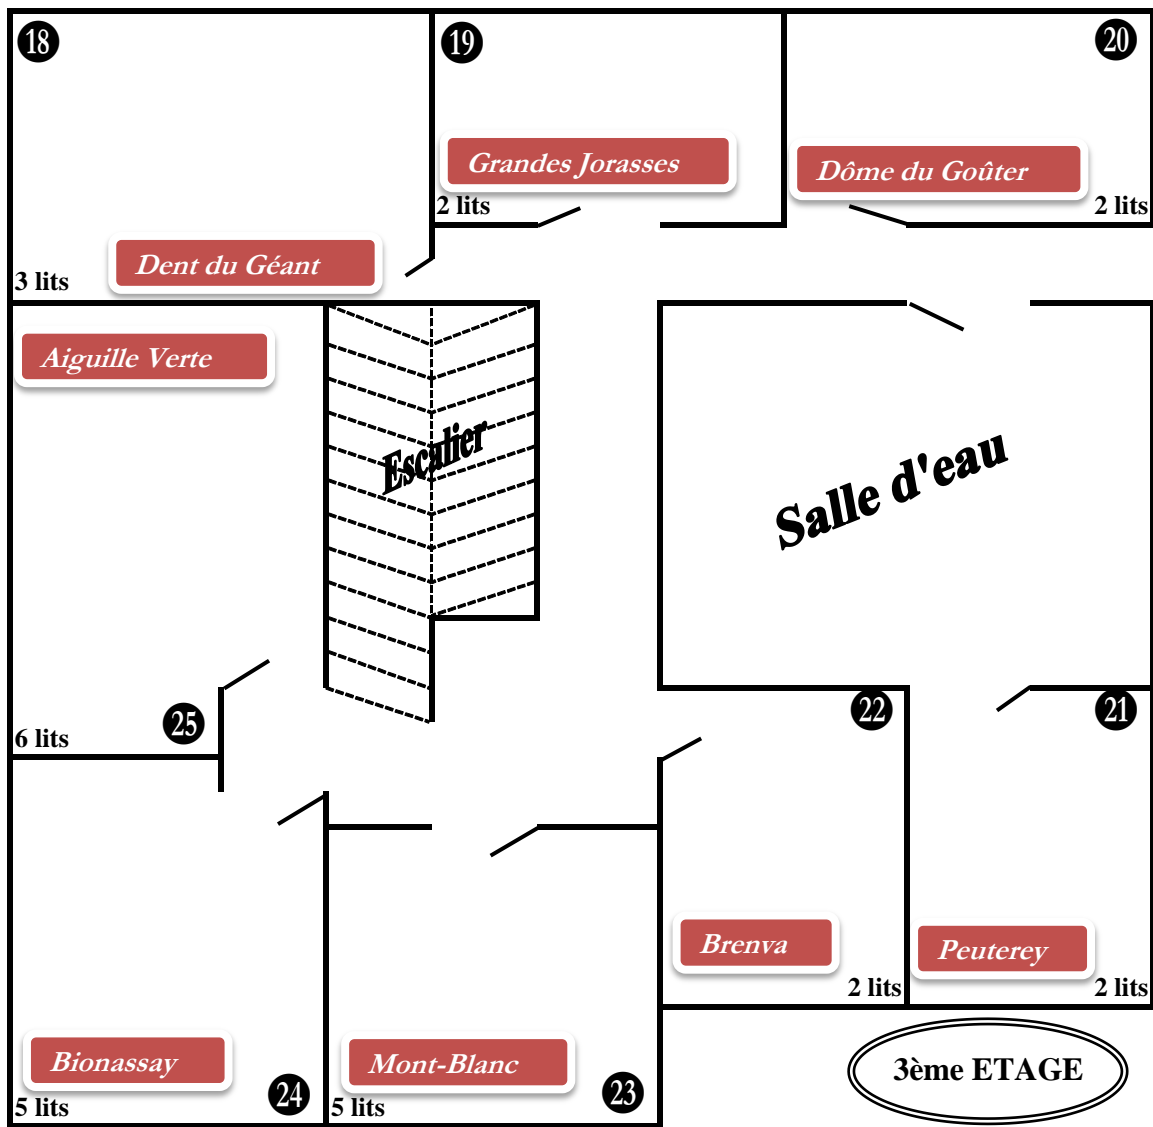 18
19
20
Grandes Jorasses
Dôme du Goûter
2 lits
2 lits
Dent du Géant
3 lits
Aiguille Verte
Escalier
Salle d'eau
25
22
21
6 lits
Brenva
Peuterey
2 lits
2 lits
Bionassay
Mont-Blanc
3ème ETAGE
24
23
5 lits
5 lits